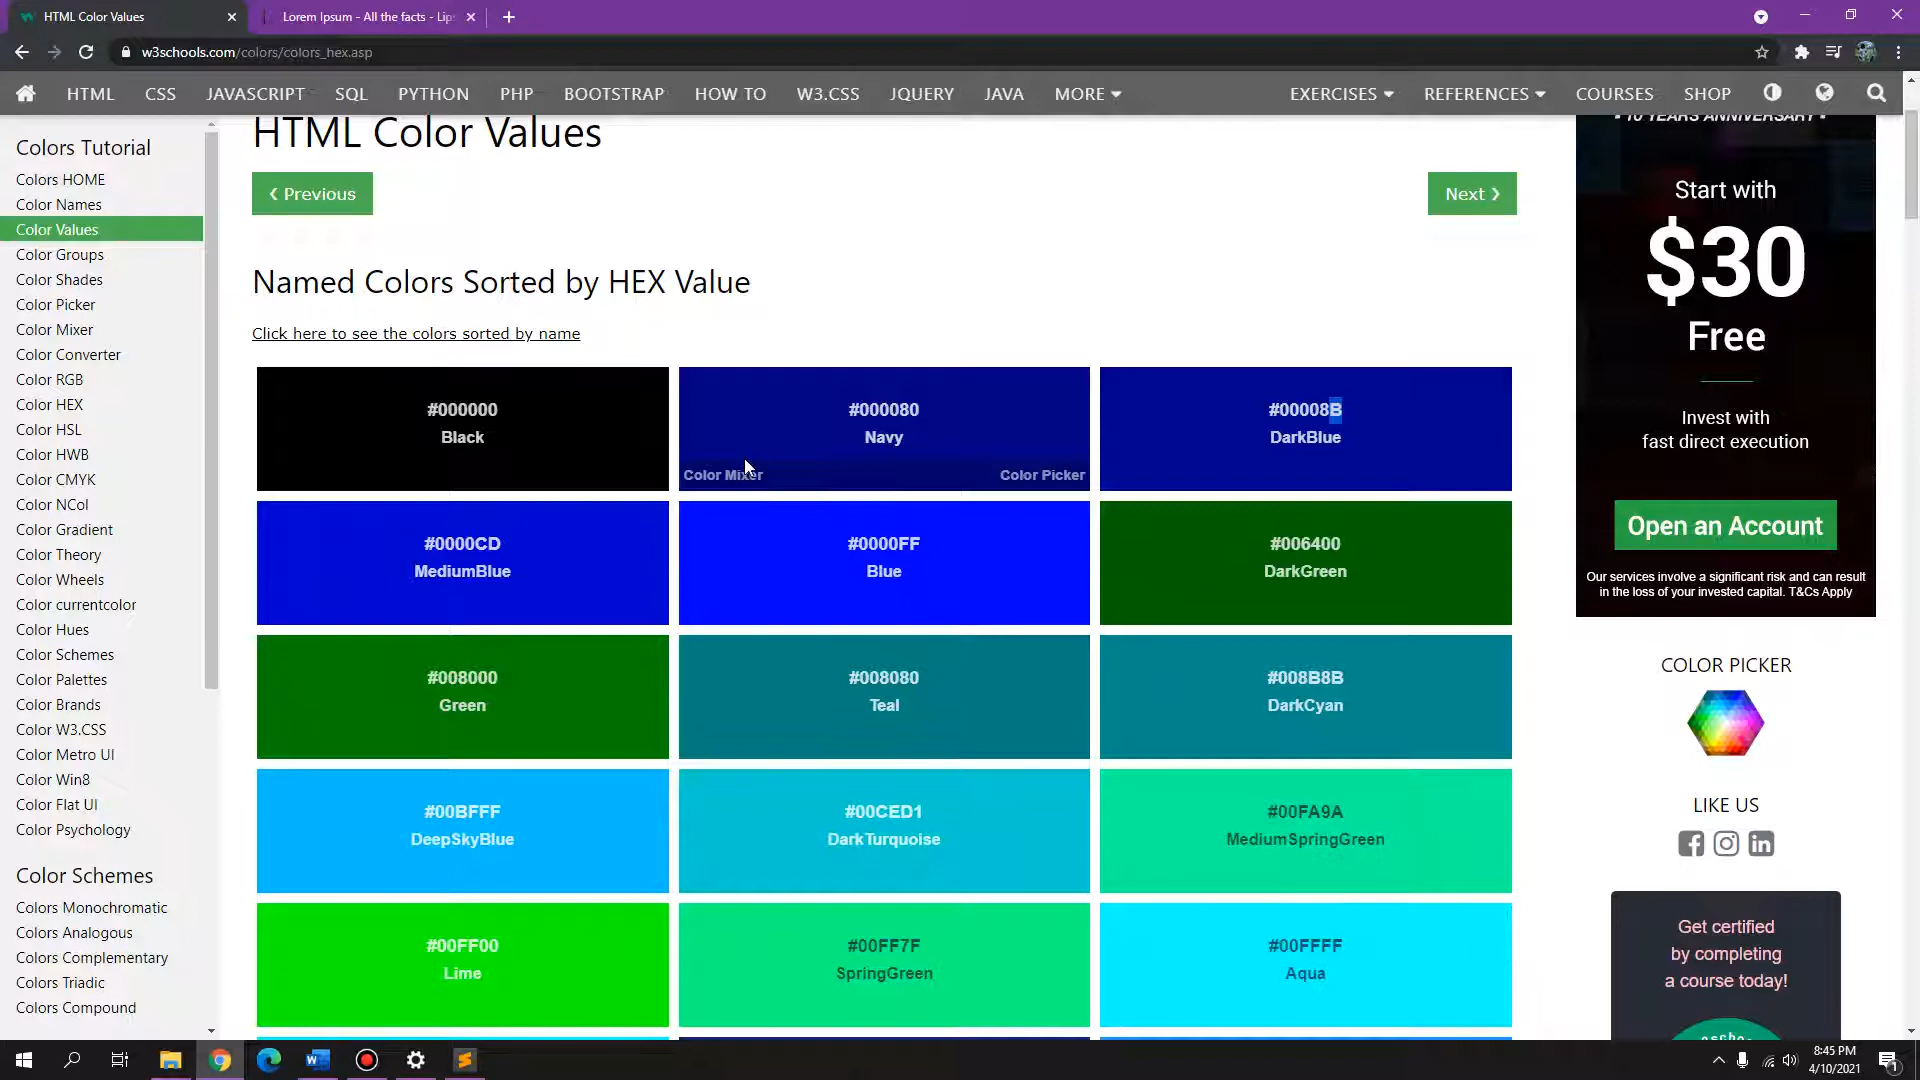 HTML Color Values
Lorem Ipsum - All the facts - Lip
w3schools.com/colors/colors_hex.asp
HTML
CSS
JAVASCRIPT
SQL
PYTHON
PHP
BOOTSTRAP
HOW TO
W3.CSS
JQUERY
JAVA
MORE
EXERCISES
REFERENCES
COURSES
SHOP
Colors Tutorial
Colors HOME
Color Names
Color Values
Color Groups
Color Shades
Color Picker
Color Mixer
Color Converter
Color RGB
Color HEX
Color HSL
Color HWB
Color CMYK
Color NCol
Color Gradient
Color Theory
Color Wheels
Color currentcolor
Color Hues
Color Schemes
Color Palettes
Color Brands
Color W3.CSS
Color Metro UI
Color Win8
Color Flat UI
Color Psychology
Color Schemes
Colors Monochromatic
Colors Analogous
Colors Complementary
Colors Triadic
Colors Compound
HTML Color Values
❮ Previous
Next ❯
Named Colors Sorted by HEX Value
Click here to see the colors sorted by name
#000000
Black
#000080
Navy
Color Mixer
Color Picker
#00008B
DarkBlue
#0000CD
MediumBlue
#0000FF
Blue
#006400
DarkGreen
#008000
Green
#008080
Teal
#008B8B
DarkCyan
#00BFFF
DeepSkyBlue
#00CED1
DarkTurquoise
#00FA9A
MediumSpringGreen
#00FF00
Lime
#00FF7F
SpringGreen
#00FFFF
Aqua
• 10 YEARS ANNIVERSARY •
Start with
$30
Free
Invest with
fast direct execution
Open an Account
Our services involve a significant risk and can result
in the loss of your invested capital. T&Cs Apply
COLOR PICKER
LIKE US
Get certified
by completing
a course today!
8:45 PM
4/10/2021
1